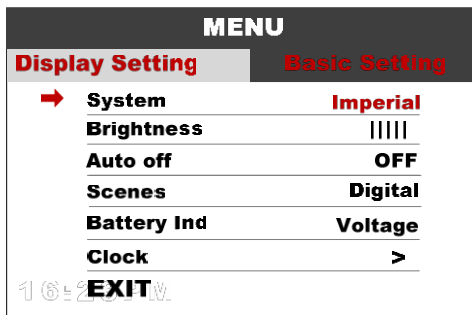 MENU
Display Setting Basic Setting
System Imperial
Brightness |||||
Auto off OFF
Scenes Digital
Battery Ind Voltage
Clock >
EXIT